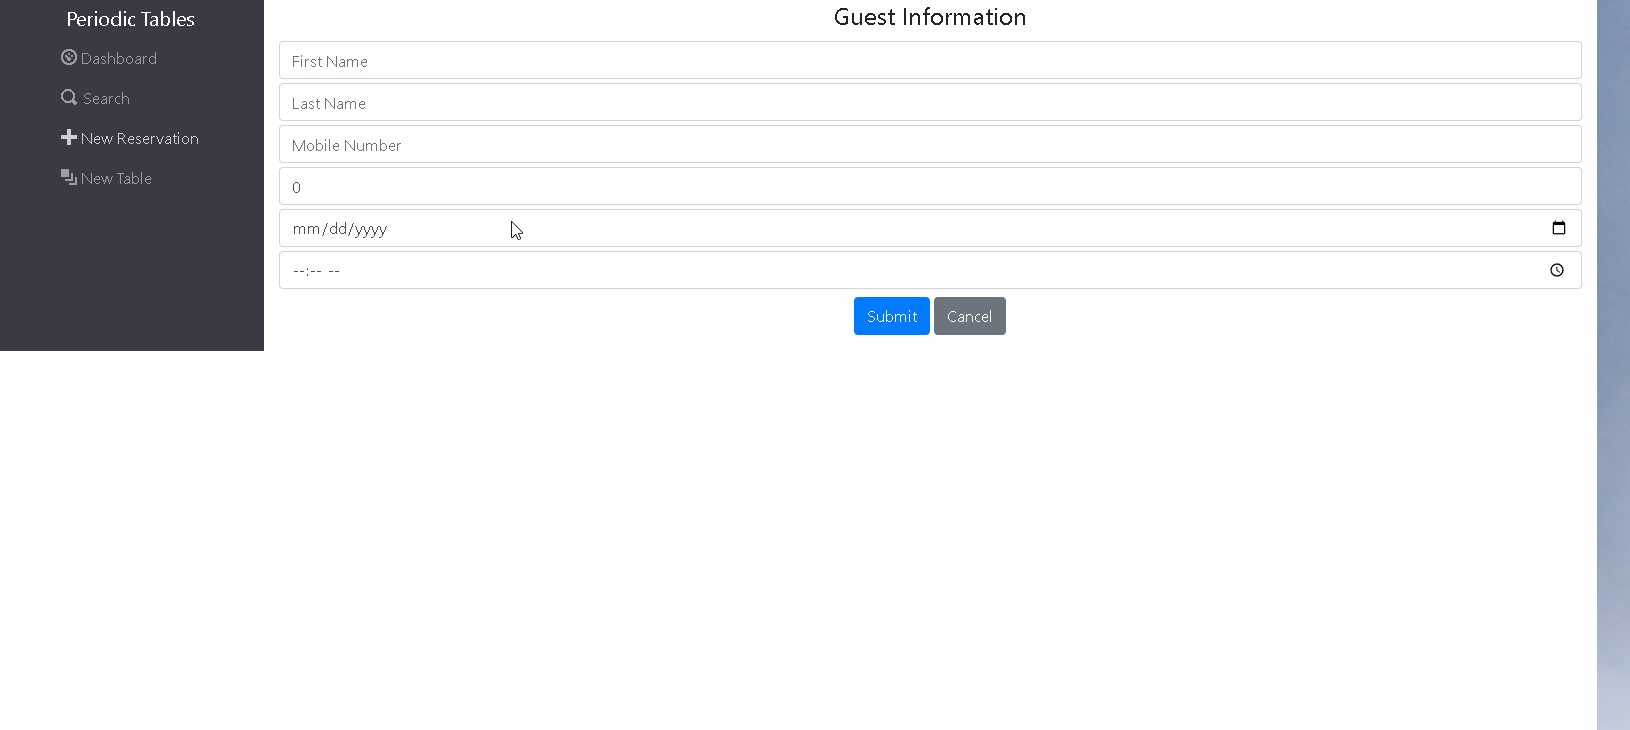 Periodic Tables
Dashboard
Search
New Reservation
New Table
Guest Information
First Name
Last Name
Mobile Number
0
mm/dd/yyyy
--:-- --
Submit Cancel